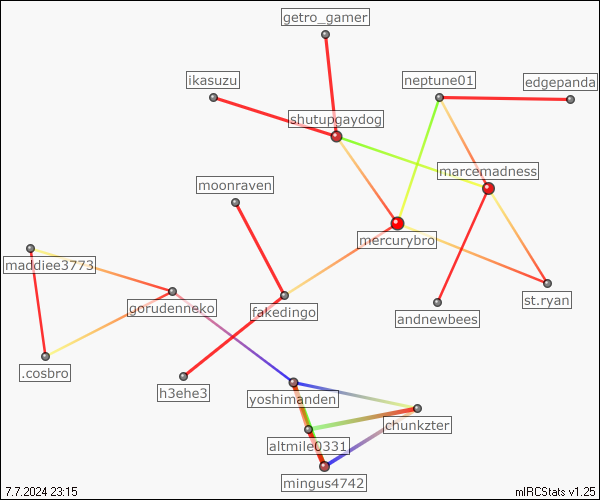 getro_gamer
ikasuzu
neptune01
edgepanda
shutupgaydog
marcemadness
moonraven
mercurybro
maddiee3773
gorudenneko
fakedingo
st.ryan
andnewbees
.cosbro
h3ehe3
yoshimanden
chunkzter
altmile0331
mingus4742
7.7.2024 23:15
mIRCStats v1.25